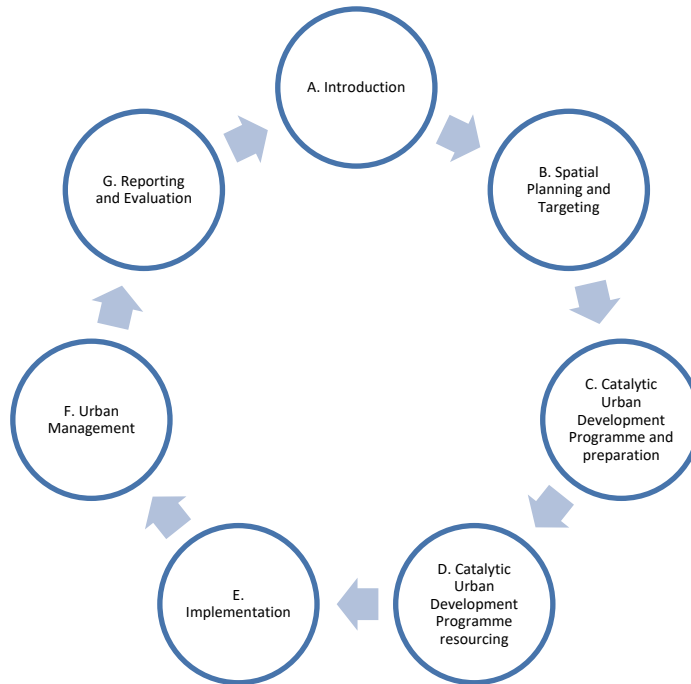 A. Introduction
B. Spatial
Planning and
Targeting
C. Catalytic
Urban
Development
Programme and
preparation
D. Catalytic
Urban
Development
Programme
resourcing
E.
Implementation
F. Urban
Management
G. Reporting
and Evaluation